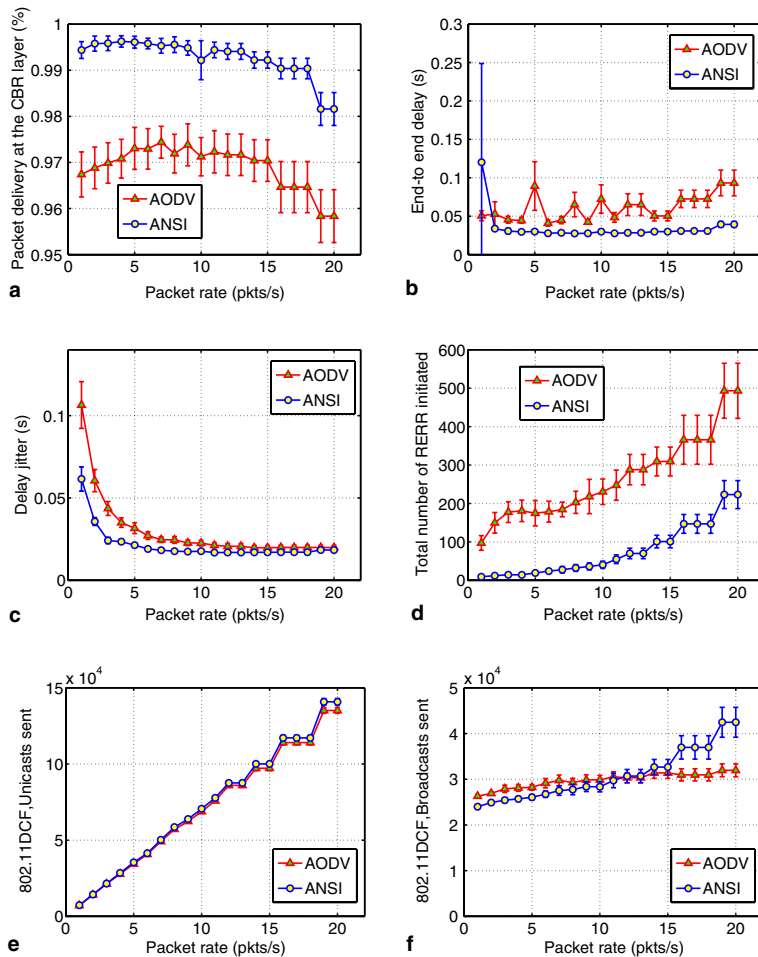 Packet delivery at the CBR layer (%)
1
0.99
0.98
0.97
0.96
0.95
0 5 10 15 20
AODV
ANSI
Packet rate (pkts/s)
a
End-to end delay (s)
0.3
0.25
0.2
0.15
0.1
0.05
0
0 5 10 15 20
AODV
ANSI
Packet rate (pkts/s)
b
Delay jitter (s)
0.1
0.05
0
0 5 10 15 20
AODV
ANSI
Packet rate (pkts/s)
c
Total number of RERR initiated
600
500
400
300
200
100
0
0 5 10 15 20
AODV
ANSI
Packet rate (pkts/s)
d
802.11DCF,Unicasts sent
15 x 10^4
10
5
0
0 5 10 15 20
AODV
ANSI
Packet rate (pkts/s)
e
802.11DCF,Broadcasts sent
5 x 10^4
4
3
2
1
0
0 5 10 15 20
AODV
ANSI
Packet rate (pkts/s)
f